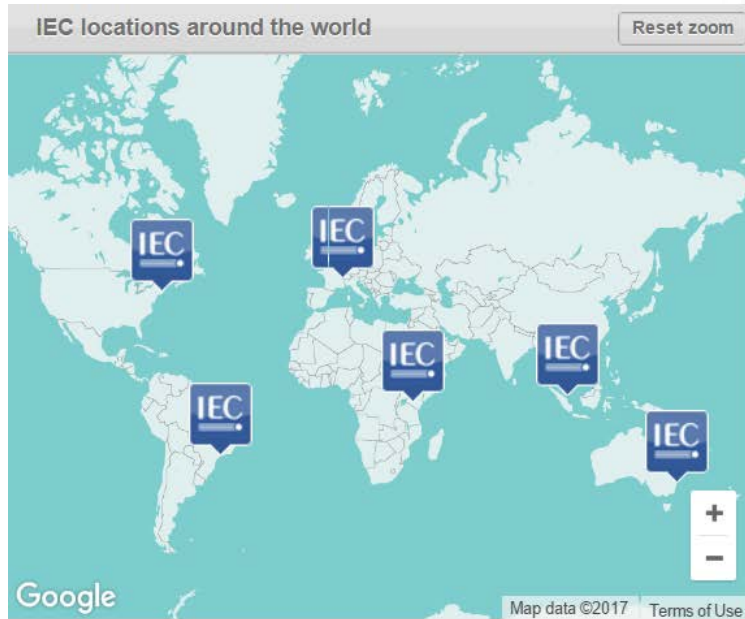 IEC locations around the world
Reset zoom
IEC
IEC
IEC
IEC
IEC
IEC
+
−
Google
Map data ©2017
Terms of Use